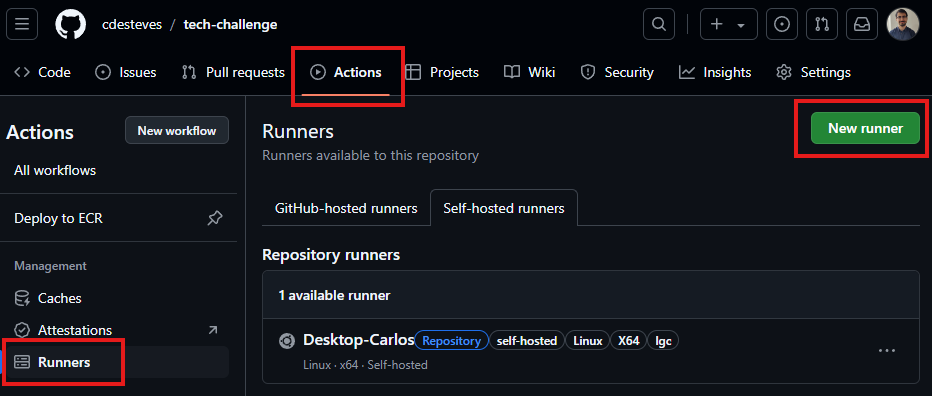 cdesteves / tech-challenge
Code Issues Pull requests Actions Projects Wiki Security Insights Settings
Actions
New workflow
All workflows
Deploy to ECR
Management
Caches
Attestations
Runners
Runners
New runner
Runners available to this repository
GitHub-hosted runners Self-hosted runners
Repository runners
1 available runner
Desktop-Carlos Repository self-hosted Linux X64 lgc
Linux · x64 · Self-hosted